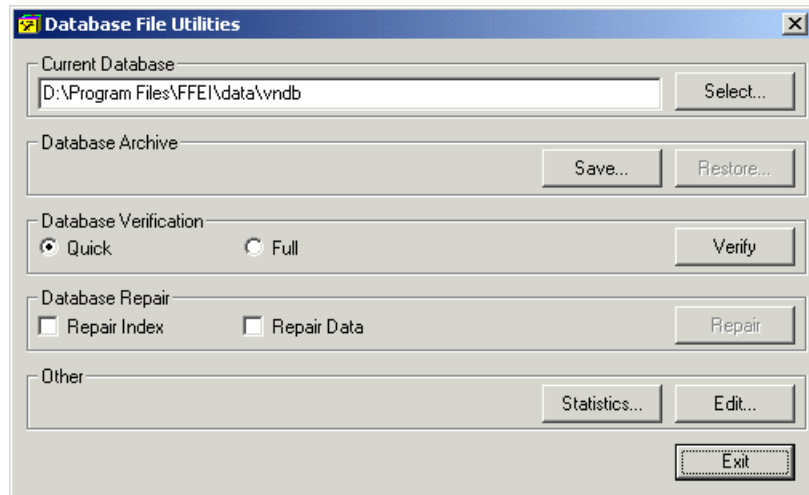 Database File Utilities
Current Database
D:\Program Files\FFEI\data\vndb
Select...
Database Archive
Save... Restore...
Database Verification
Quick Full Verify
Database Repair
Repair Index Repair Data Repair
Other
Statistics... Edit...
Exit